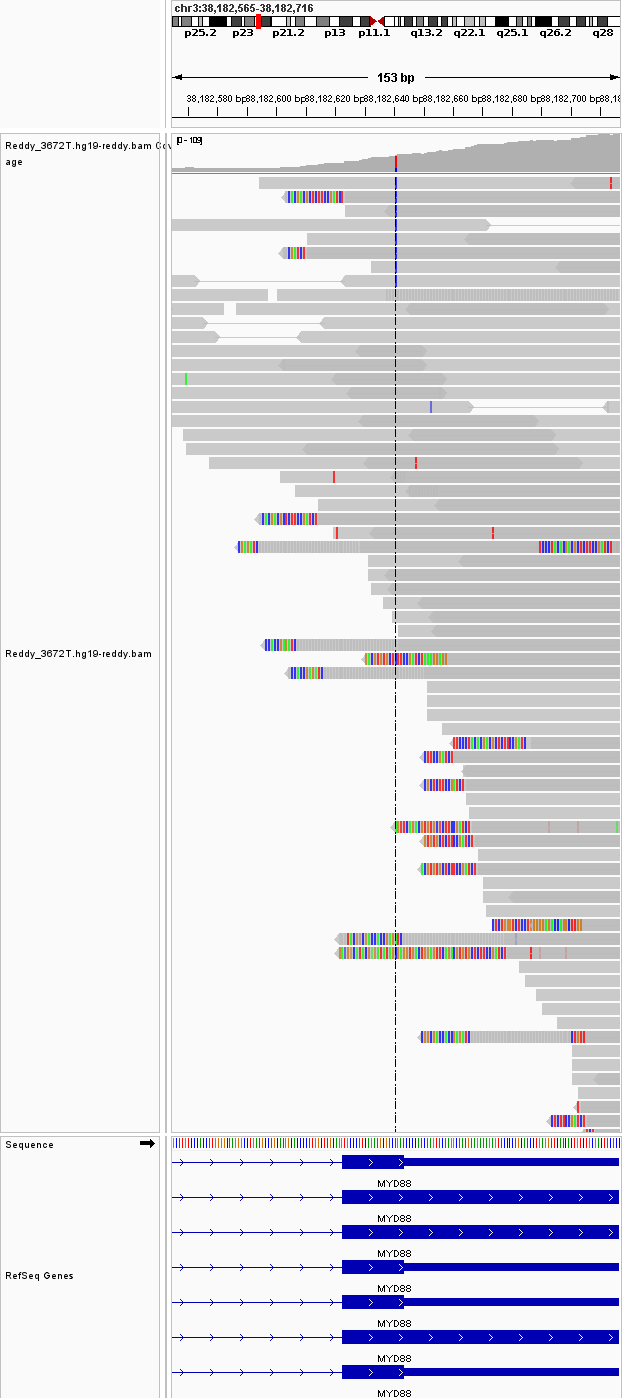 chr3:38,182,565-38,182,716
p25.2 p23 p21.2 p13 p11.1 q13.2 q22.1 q25.1 q26.2 q28
153 bp
38,182,580 bp 38,182,600 bp 38,182,620 bp 38,182,640 bp 38,182,660 bp 38,182,680 bp 38,182,700 bp
Reddy_3672T.hg19-reddy.bam Cov
age
[0 - 109]
Reddy_3672T.hg19-reddy.bam
Sequence
MYD88
MYD88
MYD88
RefSeq Genes
MYD88
MYD88
MYD88
MYD88